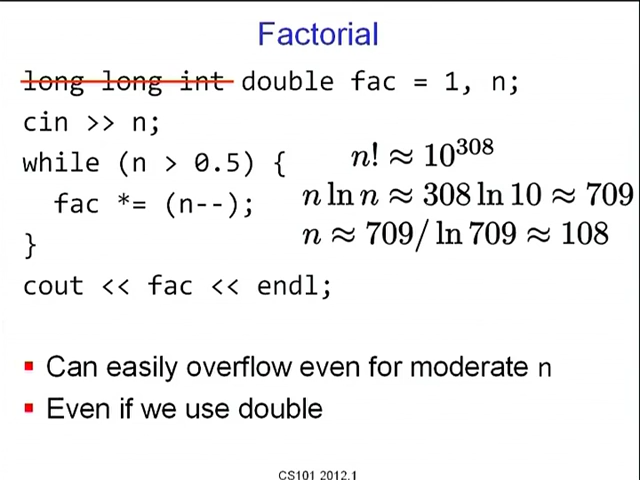 Factorial
long long int double fac = 1, n;
cin >> n;
while (n > 0.5) {
fac *= (n--);
}
cout << fac << endl;
n! ≈ 10^308
n ln n ≈ 308 ln 10 ≈ 709
n ≈ 709/ ln 709 ≈ 108
Can easily overflow even for moderate n
Even if we use double
CS101 2012.1